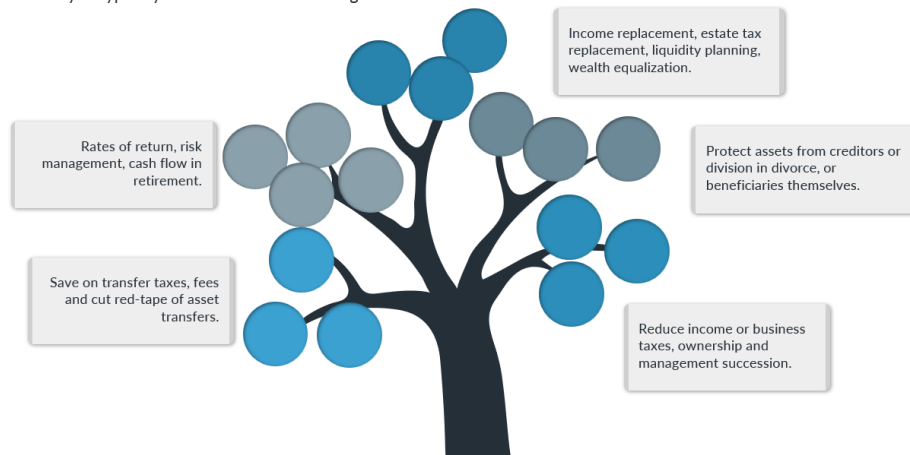 Income replacement, estate tax
replacement, liquidity planning,
wealth equalization.
Rates of return, risk
management, cash flow in
retirement.
Protect assets from creditors or
division in divorce, or
beneficiaries themselves.
Save on transfer taxes, fees
and cut red-tape of asset
transfers.
Reduce income or business
taxes, ownership and
management succession.